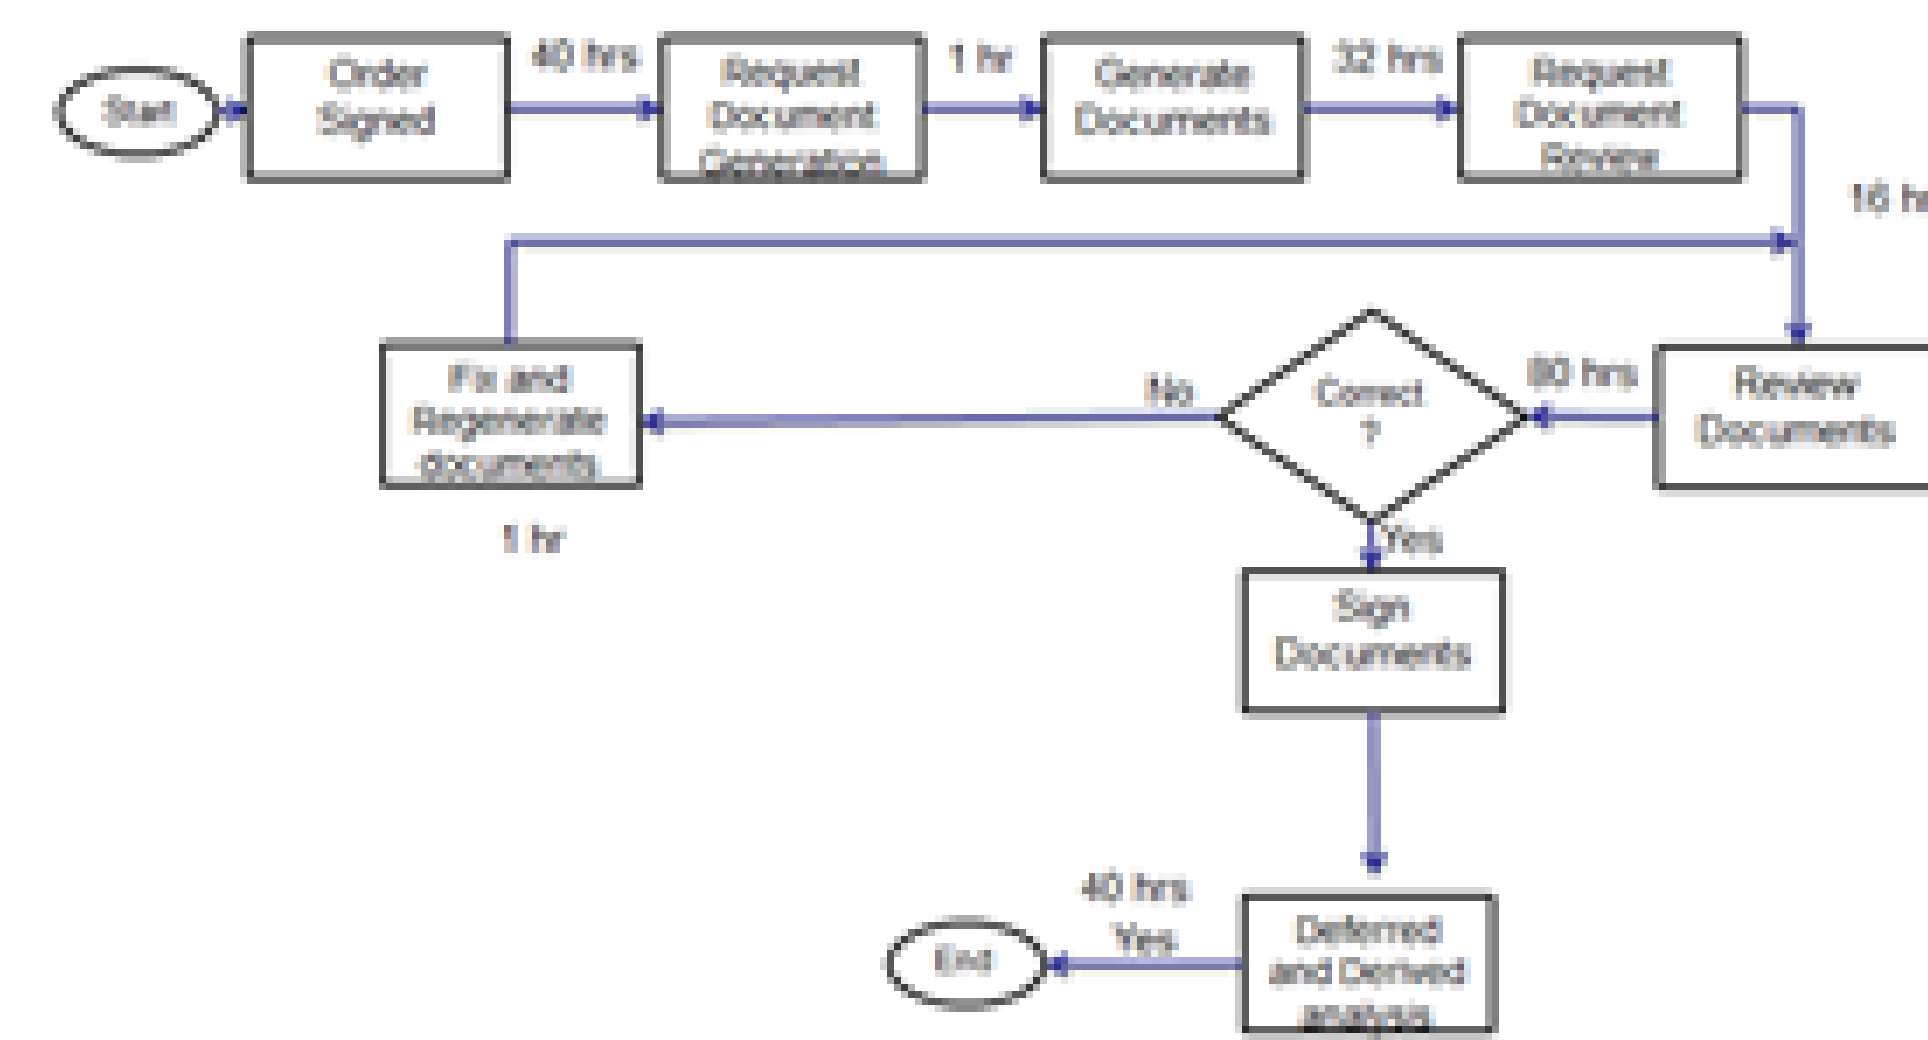 Start
Order
Signed
40 hrs
Request
Document
Generation
1 hr
Generate
Documents
32 hrs
Request
Document
Review
16 hr
Fix and
Regenerate
documents
1 hr
No
Correct
?
80 hrs
Review
Documents
Yes
Sign
Documents
40 hrs
Yes
End
Deferred
and Derived
analysis